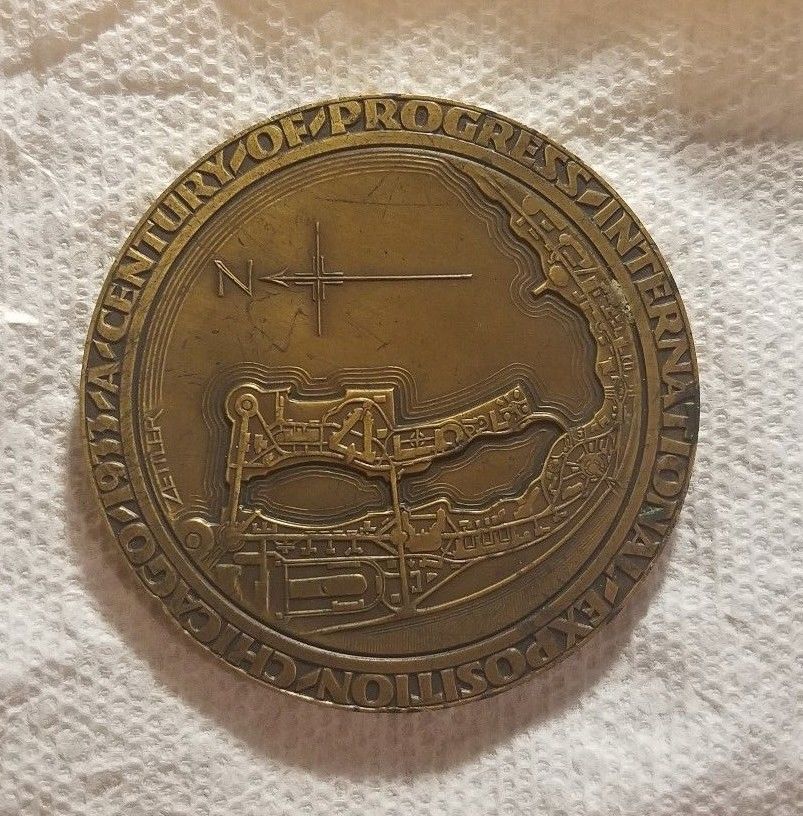 1933·A·CENTURY·OF·PROGRESS·INTERNATIONAL·EXPOSITION·CHICAGO·
N
ZETTLER